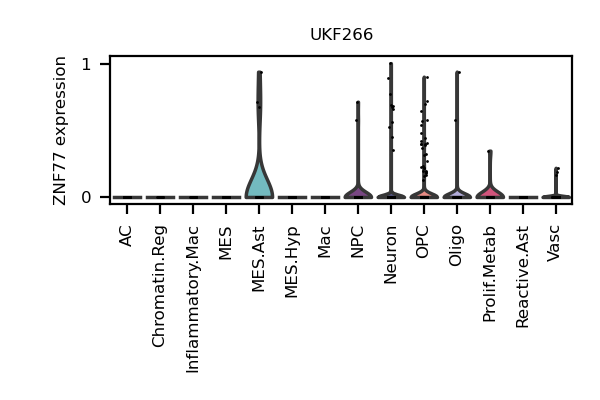 UKF266
ZNF77 expression
1
0
AC
Chromatin.Reg
Inflammatory.Mac
MES
MES.Ast
MES.Hyp
Mac
NPC
Neuron
OPC
Oligo
Prolif.Metab
Reactive.Ast
Vasc